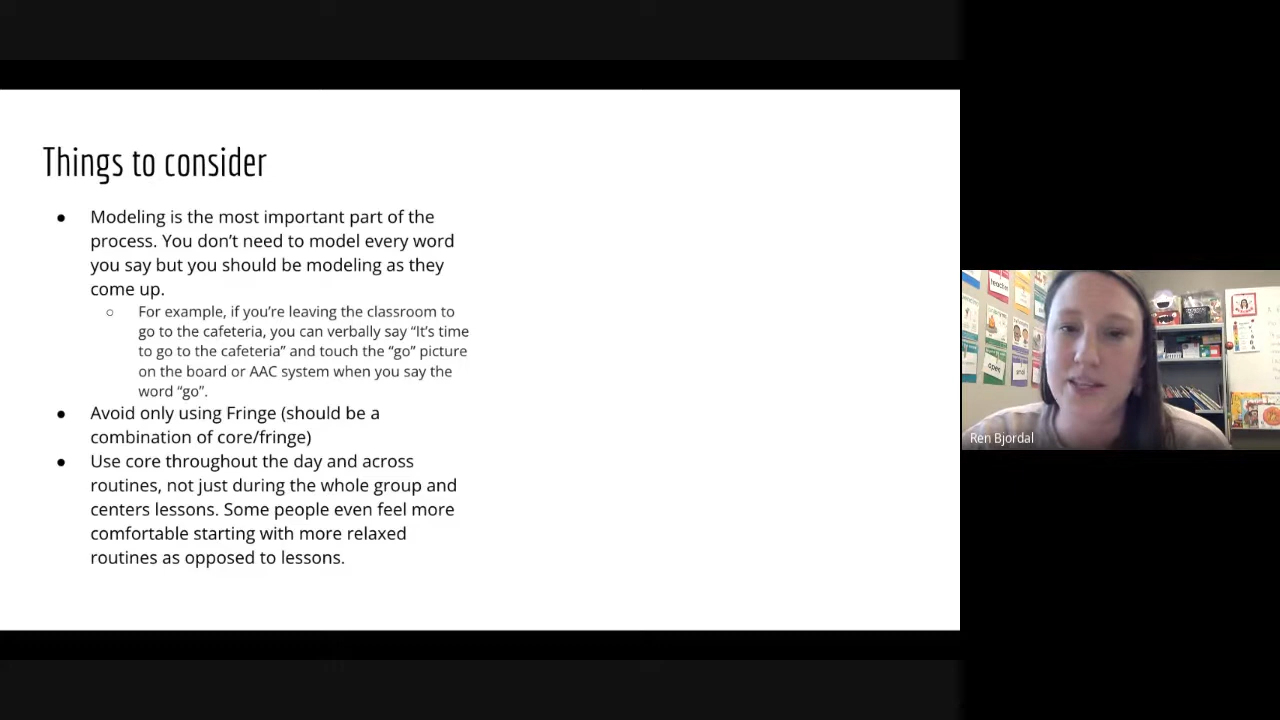 Things to consider
● Modeling is the most important part of the
process. You don’t need to model every word
you say but you should be modeling as they
come up.
○ For example, if you’re leaving the classroom to
go to the cafeteria, you can verbally say “It’s time
to go to the cafeteria” and touch the “go” picture
on the board or AAC system when you say the
word “go”.
● Avoid only using Fringe (should be a
combination of core/fringe)
● Use core throughout the day and across
routines, not just during the whole group and
centers lessons. Some people even feel more
comfortable starting with more relaxed
routines as opposed to lessons.
open
Ren Bjordal